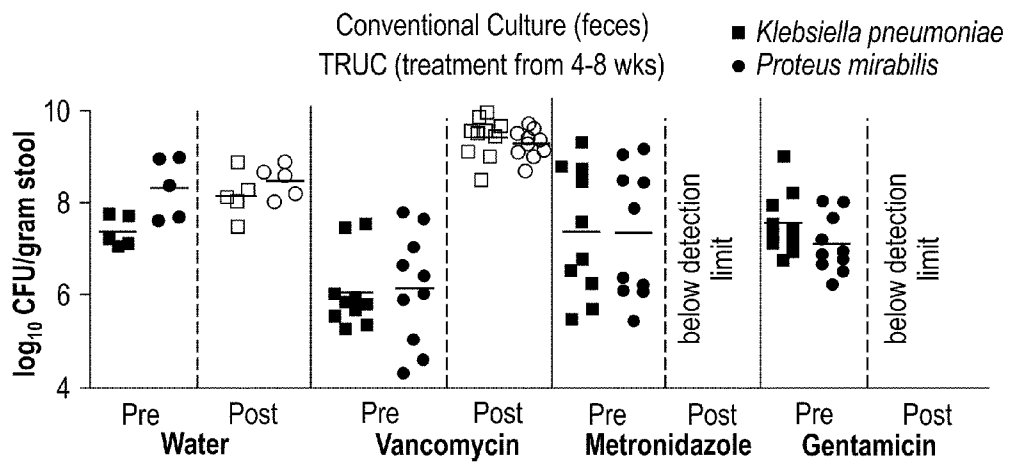 Conventional Culture (feces)
TRUC (treatment from 4-8 wks)
Klebsiella pneumoniae
Proteus mirabilis
log10 CFU/gram stool
10
8
6
4
below detection
limit
below detection
limit
Pre Post Pre Post Pre Post Pre Post
Water Vancomycin Metronidazole Gentamicin